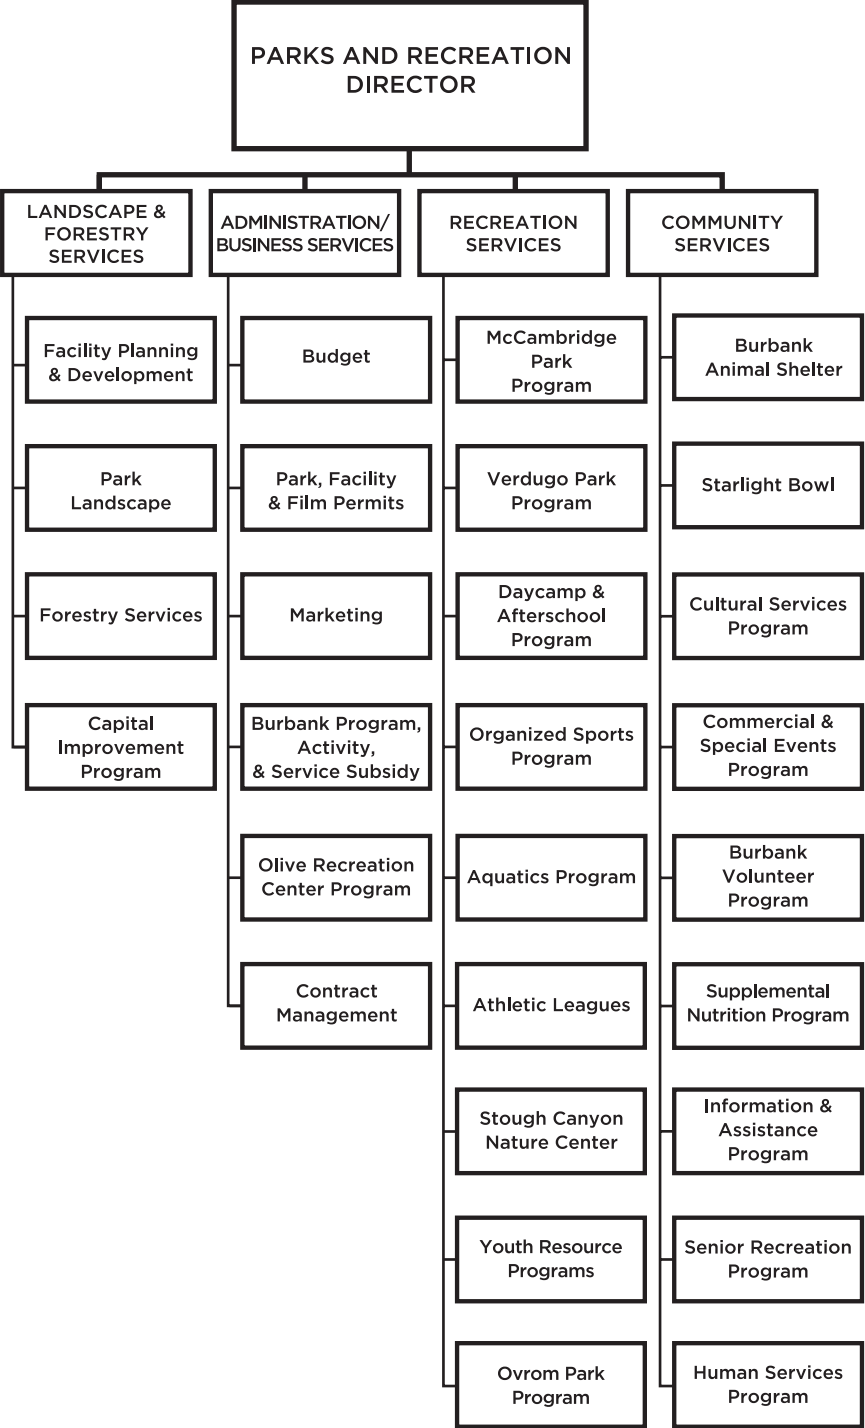 PARKS AND RECREATION
DIRECTOR
LANDSCAPE &
FORESTRY
SERVICES
ADMINISTRATION/
BUSINESS SERVICES
RECREATION
SERVICES
COMMUNITY
SERVICES
Facility Planning
& Development
Park
Landscape
Forestry Services
Capital
Improvement
Program
Budget
Park, Facility
& Film Permits
Marketing
Burbank Program,
Activity,
& Service Subsidy
Olive Recreation
Center Program
Contract
Management
McCambridge
Park
Program
Verdugo Park
Program
Daycamp &
Afterschool
Program
Organized Sports
Program
Aquatics Program
Athletic Leagues
Stough Canyon
Nature Center
Youth Resource
Programs
Ovrom Park
Program
Burbank
Animal Shelter
Starlight Bowl
Cultural Services
Program
Commercial &
Special Events
Program
Burbank
Volunteer
Program
Supplemental
Nutrition Program
Information &
Assistance
Program
Senior Recreation
Program
Human Services
Program